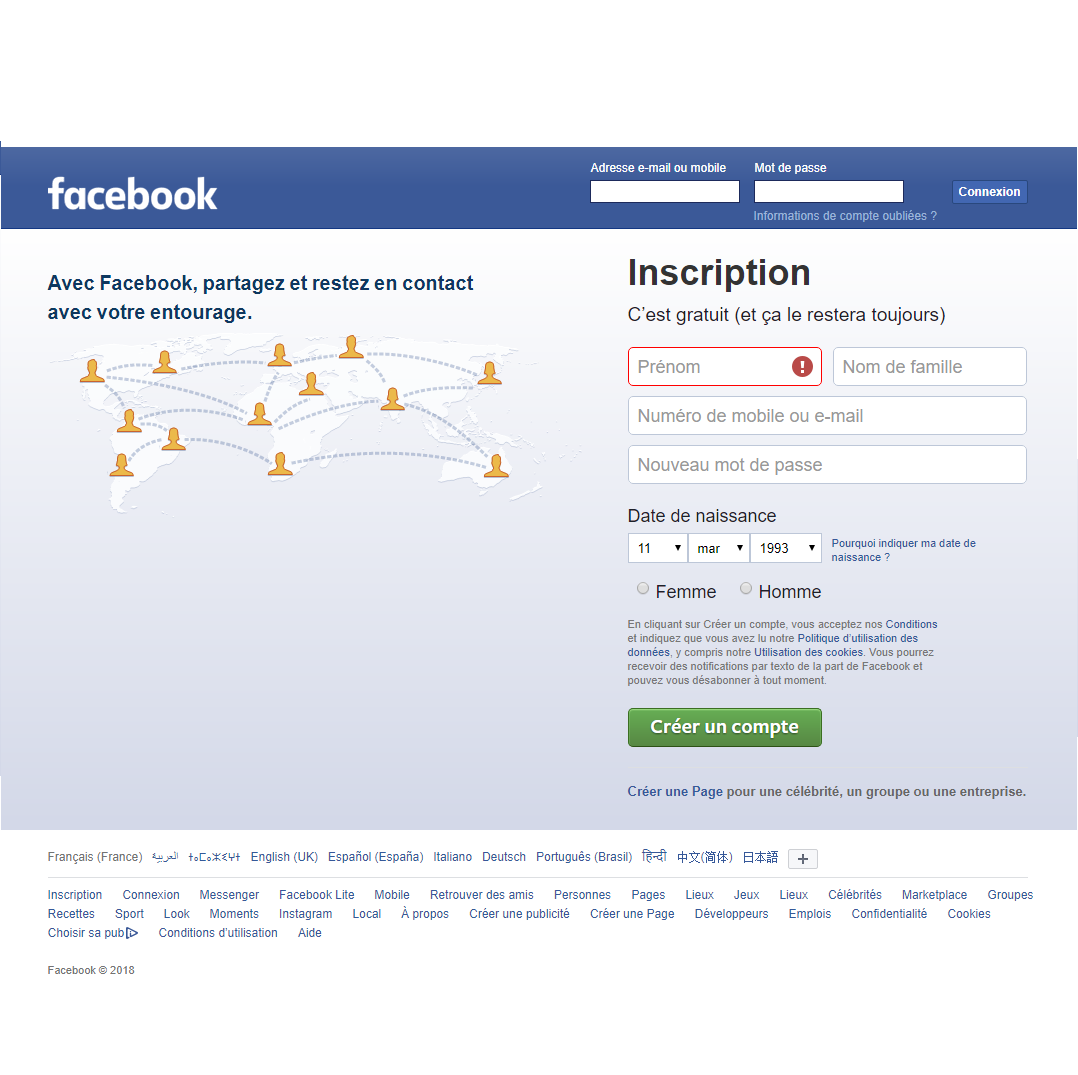 facebook
Adresse e-mail ou mobile
Mot de passe
Connexion
Informations de compte oubliées ?
Avec Facebook, partagez et restez en contact
avec votre entourage.
Inscription
C’est gratuit (et ça le restera toujours)
Prénom
Nom de famille
Numéro de mobile ou e-mail
Nouveau mot de passe
Date de naissance
11 mar 1993
Pourquoi indiquer ma date de
naissance ?
Femme Homme
En cliquant sur Créer un compte, vous acceptez nos Conditions
et indiquez que vous avez lu notre Politique d’utilisation des
données, y compris notre Utilisation des cookies. Vous pourrez
recevoir des notifications par texto de la part de Facebook et
pouvez vous désabonner à tout moment.
Créer un compte
Créer une Page pour une célébrité, un groupe ou une entreprise.
Français (France) العربية ⵜⴰⵎⴰⵣⵉⵖⵜ English (UK) Español (España) Italiano Deutsch Português (Brasil) हिन्दी 中文(简体) 日本語 +
Inscription Connexion Messenger Facebook Lite Mobile Retrouver des amis Personnes Pages Lieux Jeux Lieux Célébrités Marketplace Groupes
Recettes Sport Look Moments Instagram Local À propos Créer une publicité Créer une Page Développeurs Emplois Confidentialité Cookies
Choisir sa pub Conditions d’utilisation Aide
Facebook © 2018